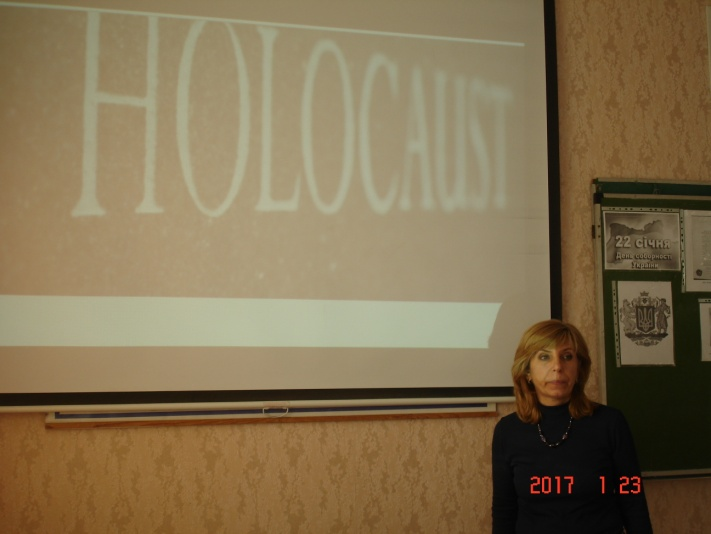 HOLOCAUST
22 січня
День соборності
України
2017 1.23